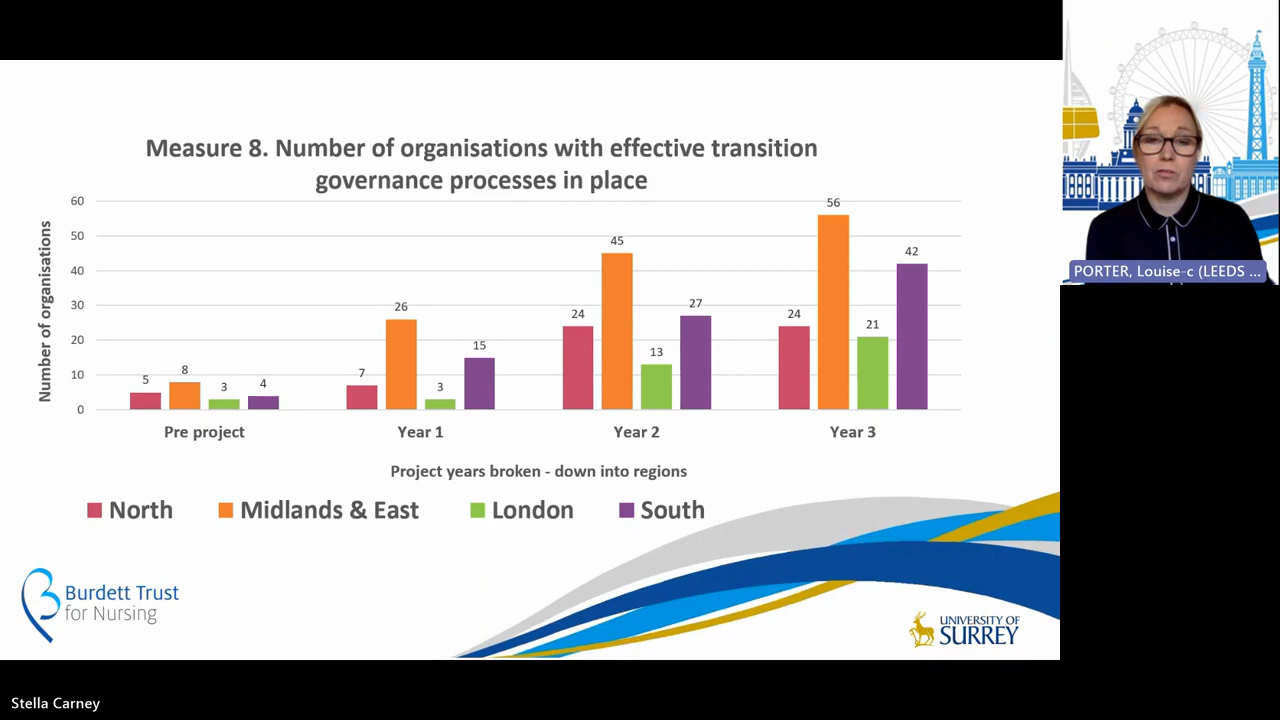 Measure 8. Number of organisations with effective transition
governance processes in place
Number of organisations
60
50
40
30
20
10
0
5
8
3
4
7
26
3
15
24
45
13
27
24
56
21
42
Pre project
Year 1
Year 2
Year 3
Project years broken - down into regions
North
Midlands & East
London
South
Burdett Trust
for Nursing
UNIVERSITY OF
SURREY
PORTER, Louise-c (LEEDS ...
Stella Carney